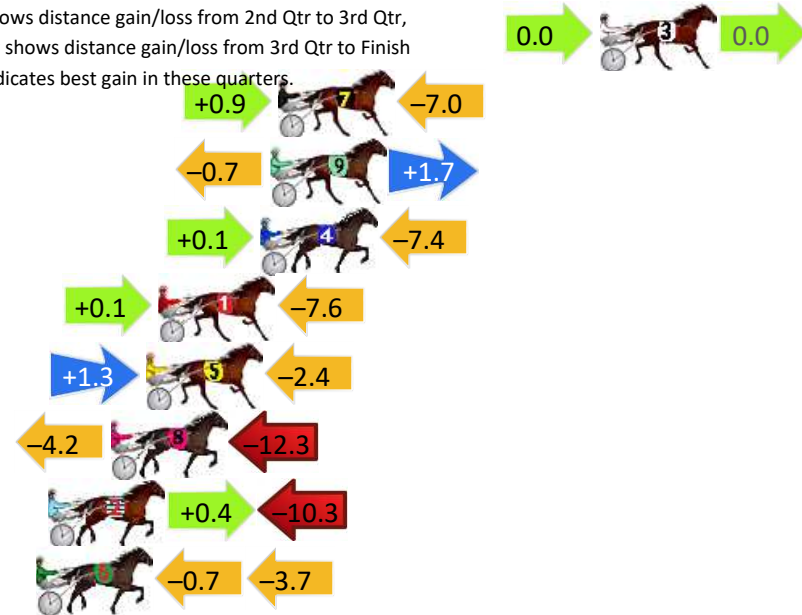 ows distance gain/loss from 2nd Qtr to 3rd Qtr,
shows distance gain/loss from 3rd Qtr to Finish
dicates best gain in these quarters.
0.0 3 0.0
+0.9 7 –7.0
–0.7 9 +1.7
+0.1 4 –7.4
+0.1 1 –7.6
+1.3 5 –2.4
–4.2 8 –12.3
2 +0.4 –10.3
6 –0.7 –3.7